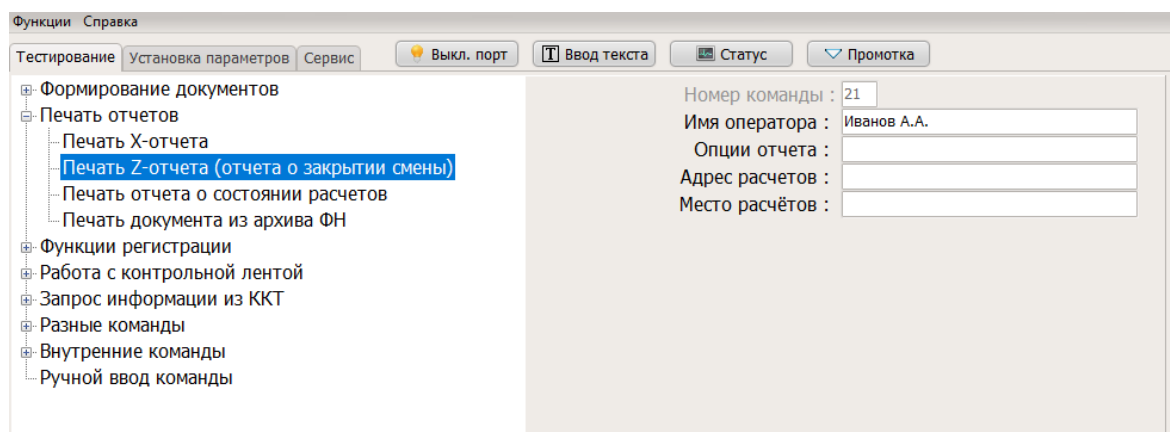 Функции Справка
Тестирование Установка параметров Сервис Выкл. порт T Ввод текста Статус Промотка
Формирование документов
Печать отчетов
Печать X-отчета
Печать Z-отчета (отчета о закрытии смены)
Печать отчета о состоянии расчетов
Печать документа из архива ФН
Функции регистрации
Работа с контрольной лентой
Запрос информации из ККТ
Разные команды
Внутренние команды
Ручной ввод команды
Номер команды : 21
Имя оператора : Иванов А.А.
Опции отчета :
Адрес расчетов :
Место расчётов :